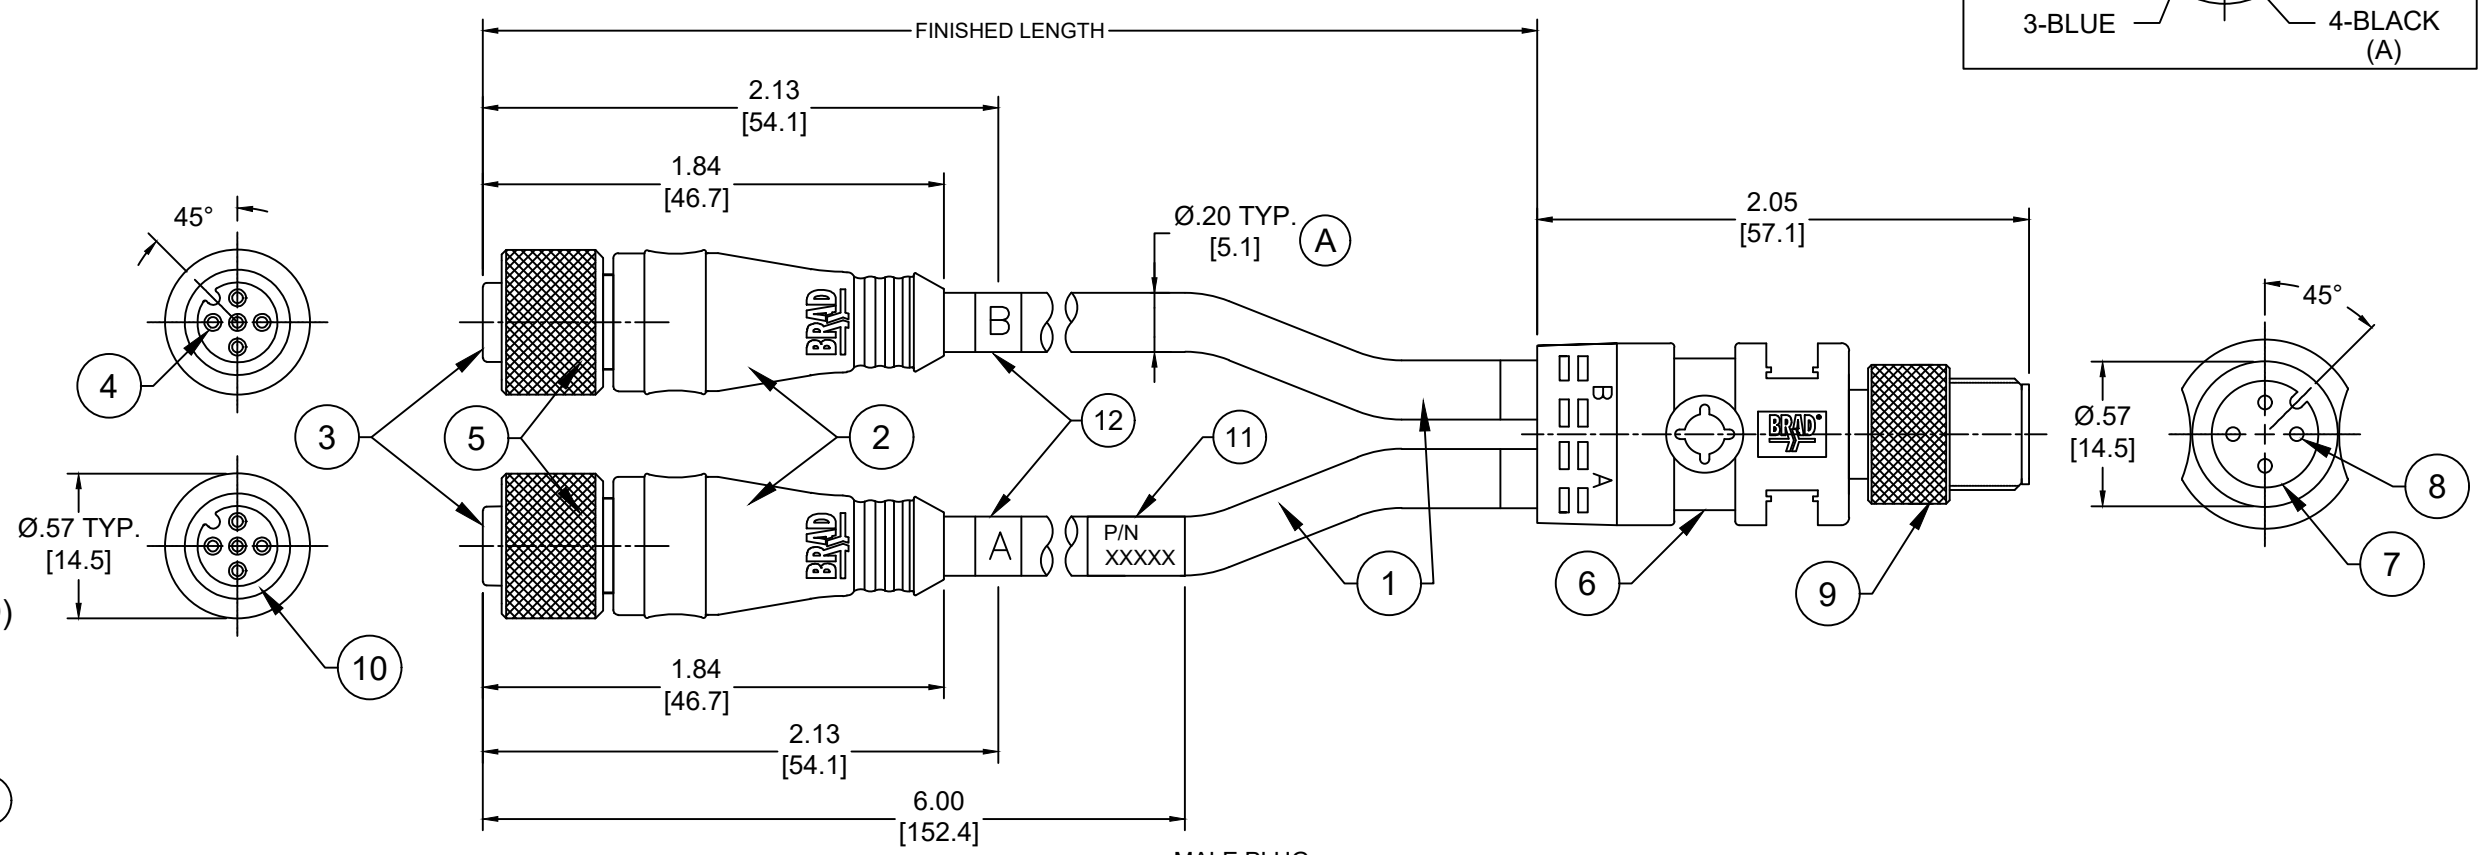 FINISHED LENGTH
3-BLUE
4-BLACK
(A)
2.13
[54.1]
1.84
[46.7]
45°
Ø.20 TYP.
[5.1]
A
2.05
[57.1]
45°
BRAD
B
B
4
3
5
2
12
11
BRAD
Ø.57
[14.5]
8
A
Ø.57 TYP.
[14.5]
BRAD
A
P/N
XXXXX
1
6
9
7
)
10
1.84
[46.7]
2.13
[54.1]
6.00
[152.4]
MALE PLUG